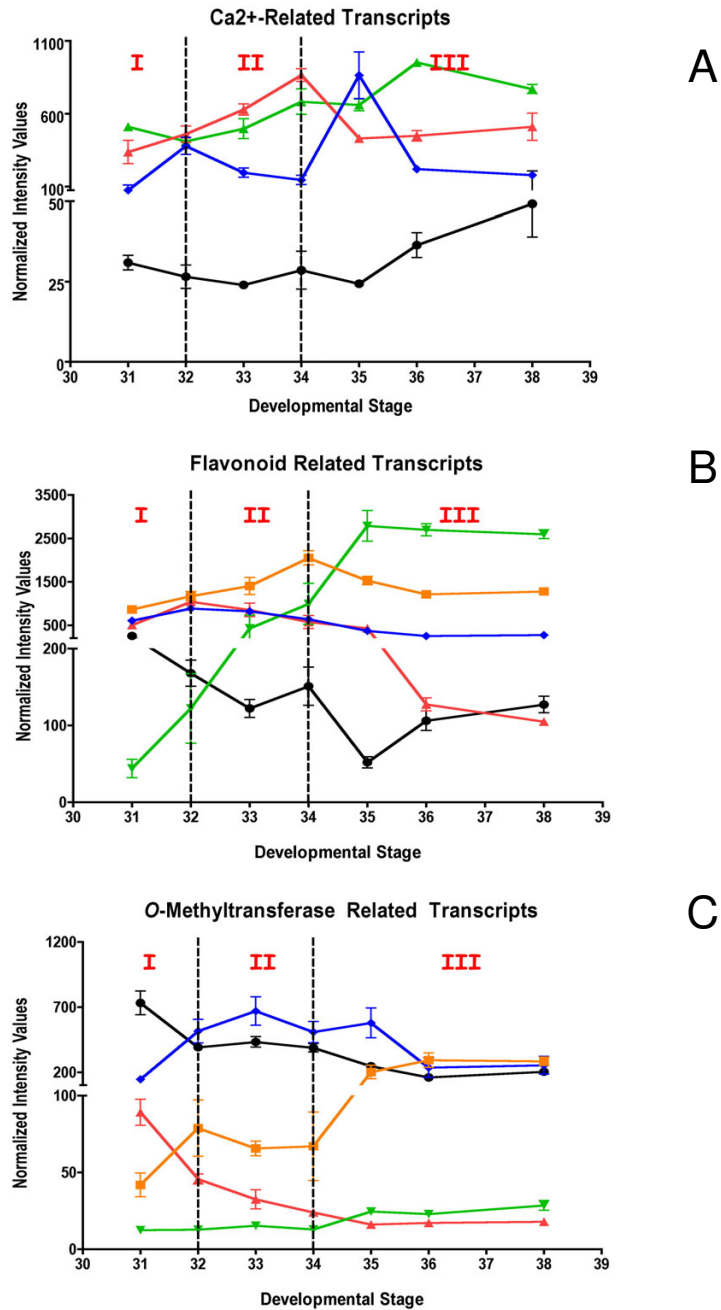 Ca2+-Related Transcripts
A
I II III
Normalized Intensity Values
1100
600
100
50
25
0
30 31 32 33 34 35 36 37 38 39
Developmental Stage
B
Flavonoid Related Transcripts
I II III
Normalized Intensity Values
3500
2500
1500
500
200
100
0
30 31 32 33 34 35 36 37 38 39
Developmental Stage
C
O-Methyltransferase Related Transcripts
I II III
Normalized Intensity Values
1200
700
200
100
50
0
30 31 32 33 34 35 36 37 38 39
Developmental Stage